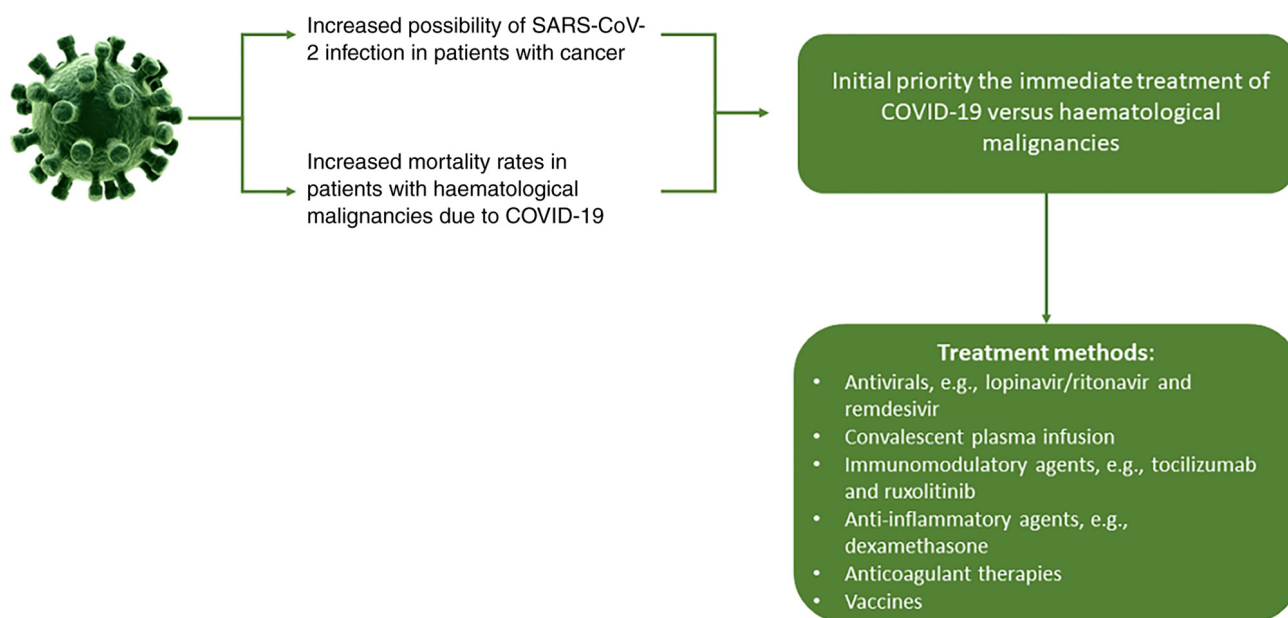 Increased possibility of SARS-CoV-
2 infection in patients with cancer
Increased mortality rates in
patients with haematological
malignancies due to COVID-19
Initial priority the immediate treatment of
COVID-19 versus haematological
malignancies
Treatment methods:
• Antivirals, e.g., lopinavir/ritonavir and
remdesivir
• Convalescent plasma infusion
• Immunomodulatory agents, e.g., tocilizumab
and ruxolitinib
• Anti-inflammatory agents, e.g.,
dexamethasone
• Anticoagulant therapies
• Vaccines